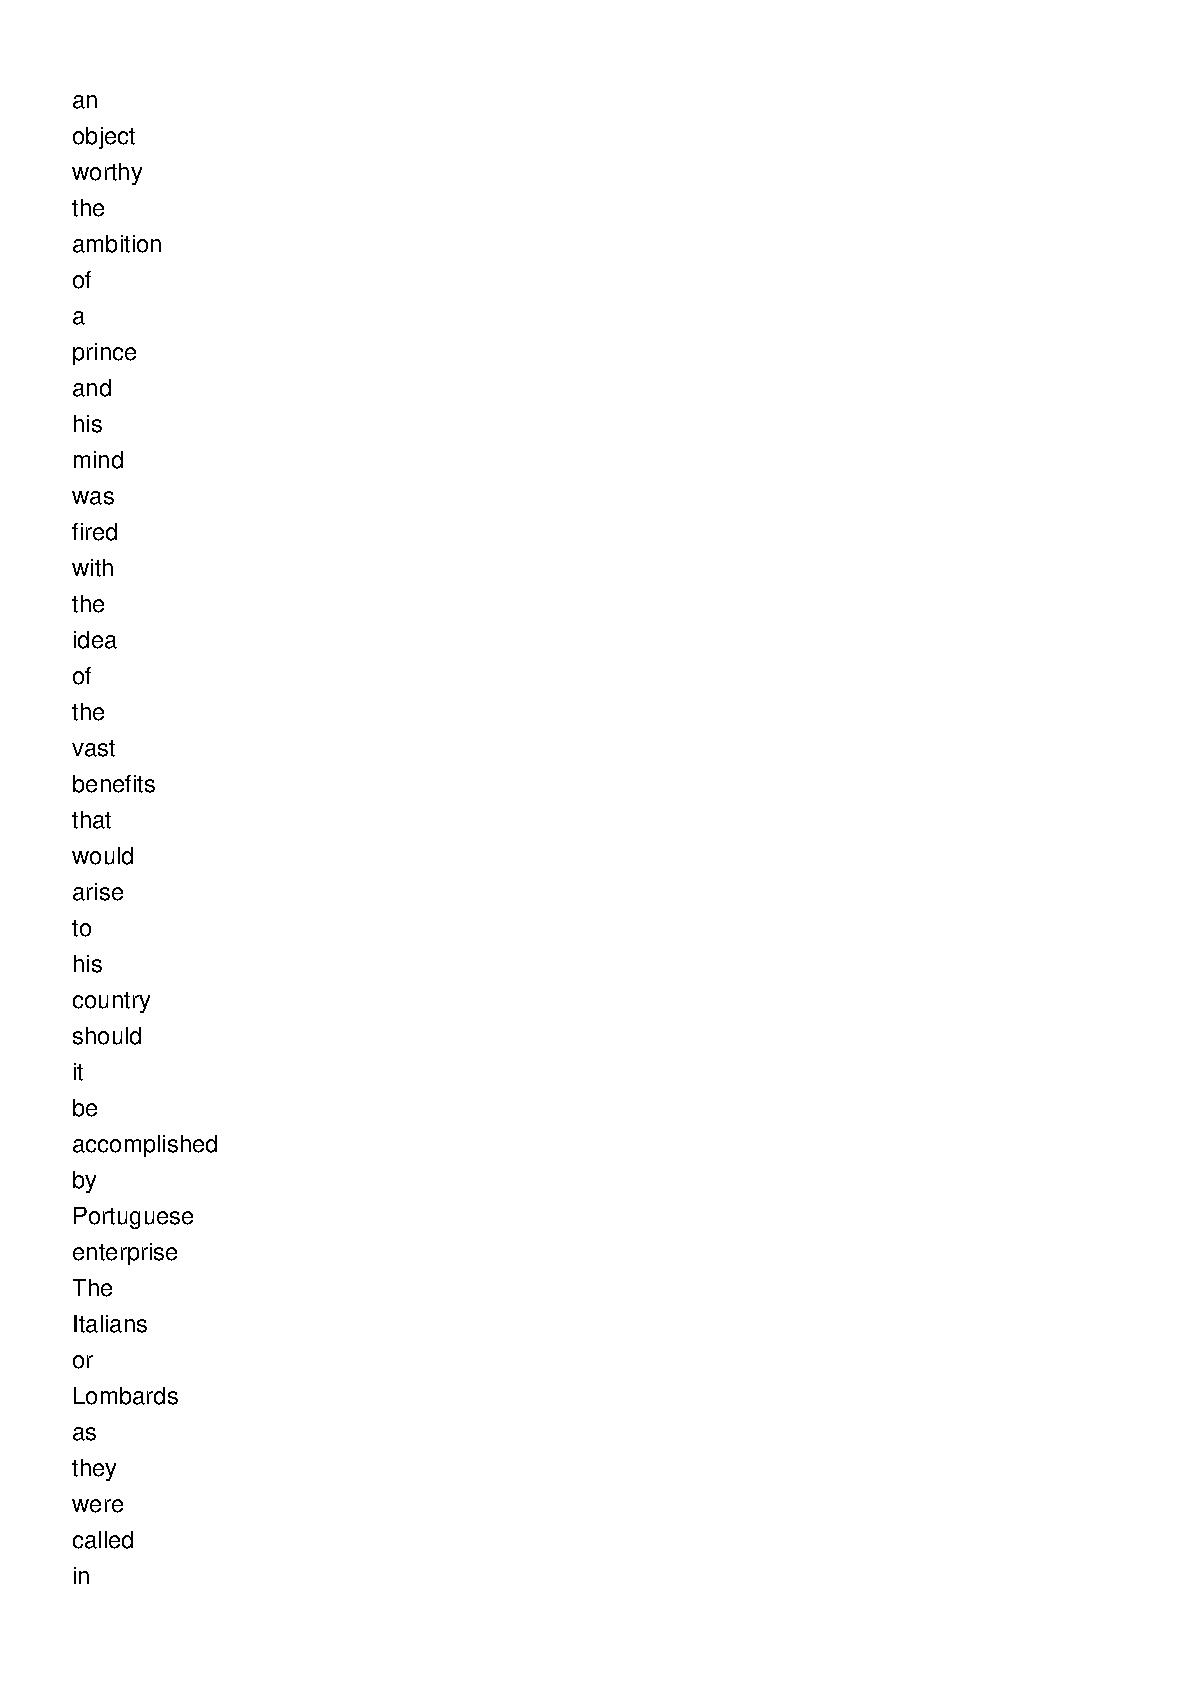 an
object
worthy
the
ambition
of
a
prince
and
his
mind
was
fired
with
the
idea
of
the
vast
benefits
that
would
arise
to
his
country
should
it
be
accomplished
by
Portuguese
enterprise
The
Italians
or
Lombards
as
they
were
called
in